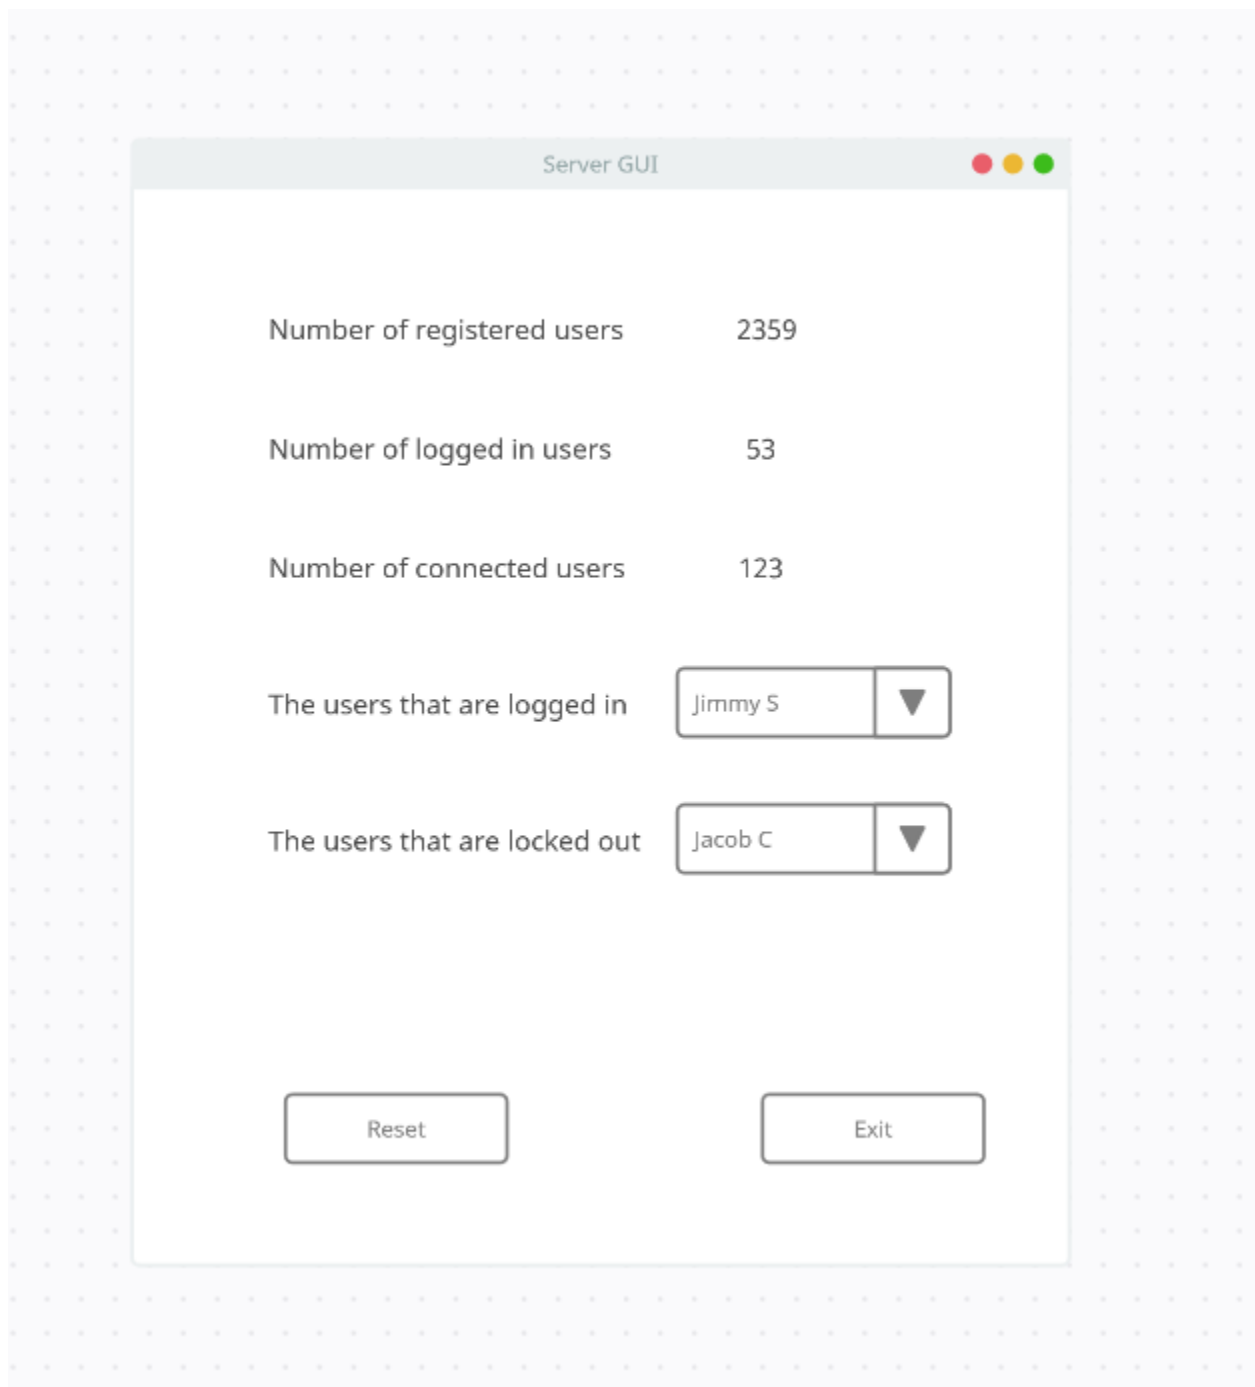 Server GUI
Number of registered users 2359
Number of logged in users 53
Number of connected users 123
The users that are logged in Jimmy S
The users that are locked out Jacob C
Reset Exit